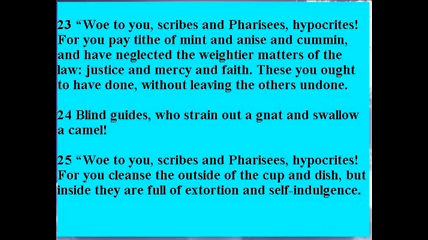 23 “Woe to you, scribes and Pharisees, hypocrites!
For you pay tithe of mint and anise and cummin,
and have neglected the weightier matters of the
law: justice and mercy and faith. These you ought
to have done, without leaving the others undone.
24 Blind guides, who strain out a gnat and swallow
a camel!
25 “Woe to you, scribes and Pharisees, hypocrites!
For you cleanse the outside of the cup and dish, but
inside they are full of extortion and self-indulgence.